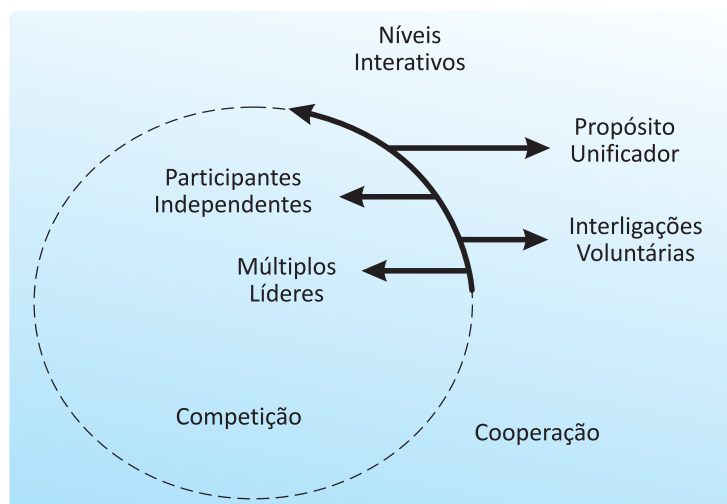 Níveis
Interativos
Propósito
Unificador
Participantes
Independentes
Interligações
Voluntárias
Múltiplos
Líderes
Competição
Cooperação